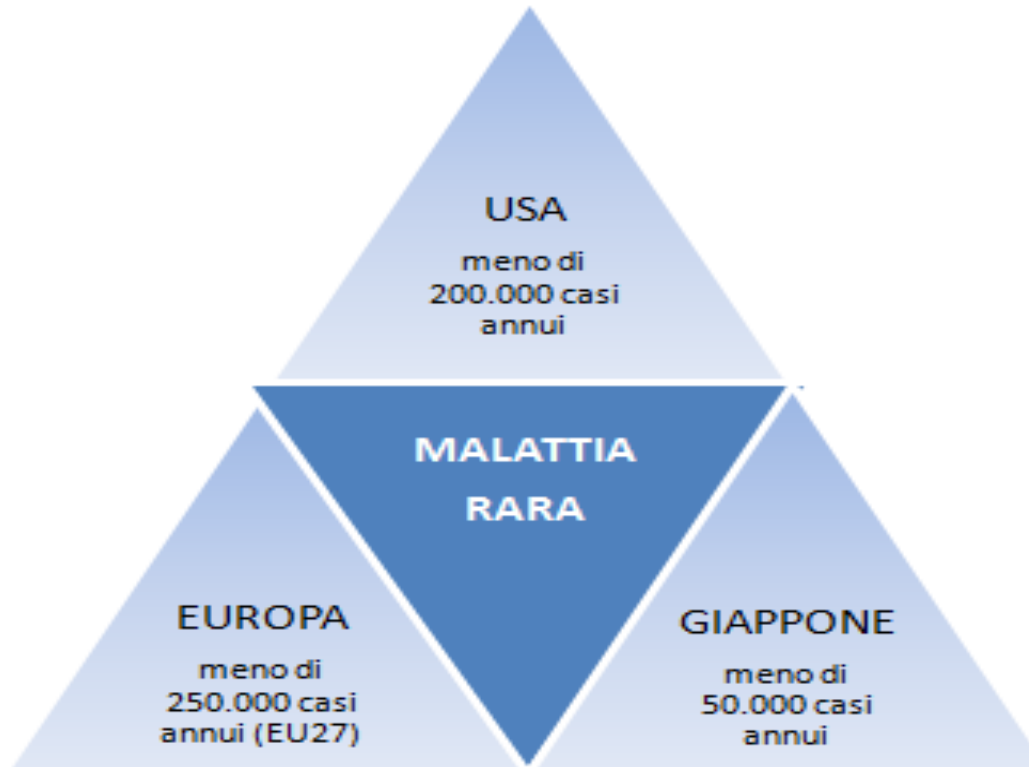 USA
meno di
200.000 casi
annui
MALATTIA
RARA
EUROPA
meno di
250.000 casi
annui (EU27)
GIAPPONE
meno di
50.000 casi
annui